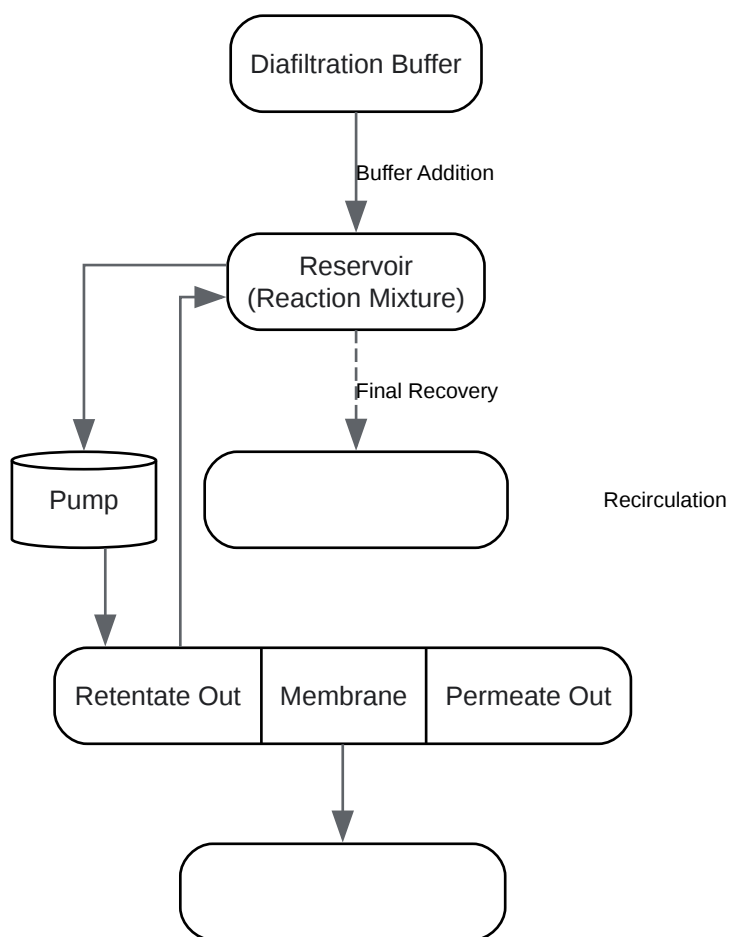 Diafiltration Buffer
Buffer Addition
Reservoir
(Reaction Mixture)
Final Recovery
Pump
Recirculation
Retentate Out
Membrane
Permeate Out